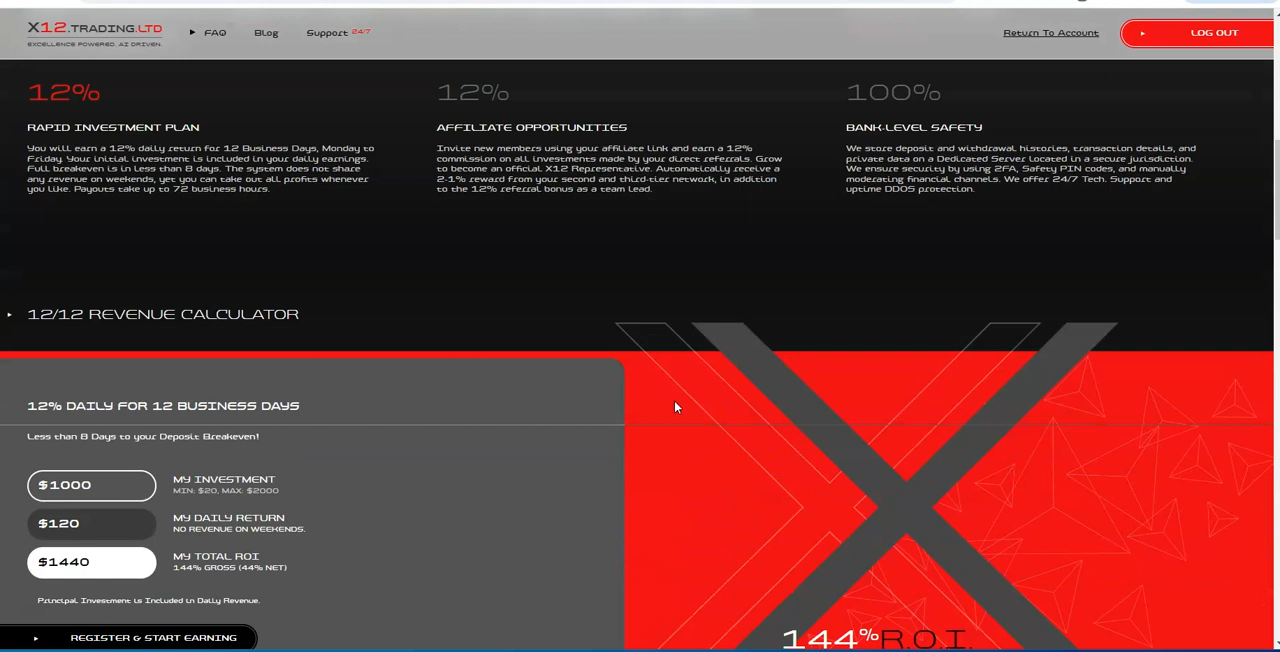 X12.TRADING.LTD
EXCELLENCE POWERED. AI DRIVEN.
FAQ
Blog
Support 24/7
Return To Account
LOG OUT
12%
RAPID INVESTMENT PLAN
You will earn a 12% daily return for 12 Business Days, Monday to
Friday. Your initial investment is included in your daily earnings.
Full breakeven is in less than 8 days. The system does not share
any revenue on weekends, yet you can take out all profits whenever
you like. Payouts take up to 72 business hours.
12%
AFFILIATE OPPORTUNITIES
Invite new members using your affiliate link and earn a 12%
commission on all investments made by your direct referrals. Grow
to become an official X12 Representative. Automatically receive a
2-1% reward from your second and third-tier network, in addition
to the 12% referral bonus as a team lead.
100%
BANK-LEVEL SAFETY
We store deposit and withdrawal histories, transaction details, and
private data on a Dedicated Server located in a secure jurisdiction.
We ensure security by using 2FA, Safety PIN codes, and manually
moderating financial channels. We offer 24/7 Tech. Support and
uptime DDOS protection.
12/12 REVENUE CALCULATOR
12% DAILY FOR 12 BUSINESS DAYS
Less than 8 Days to your Deposit Breakeven!
$1000
MY INVESTMENT
MIN: $20, MAX: $2000
$120
MY DAILY RETURN
NO REVENUE ON WEEKENDS.
$1440
MY TOTAL ROI
144% GROSS (44% NET)
Principal Investment is Included in Daily Revenue.
REGISTER & START EARNING
144% R.O.I.